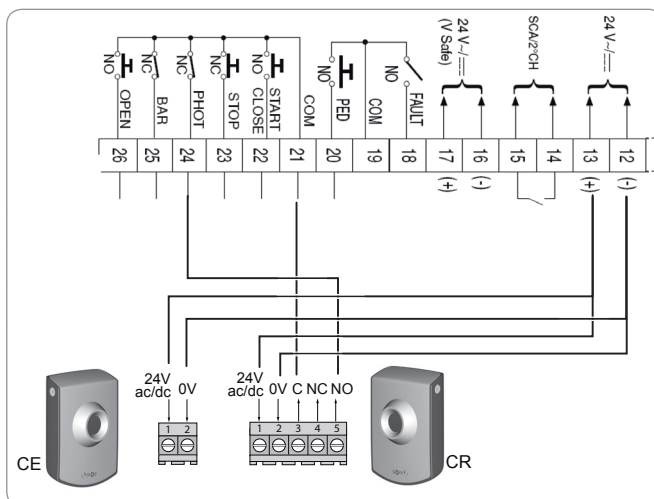 NO
OPEN
NC
BAR
NC
PHOT
NC
STOP
NO
START
CLOSE
COM
NO
PED
COM
NO
FAULT
24 V~/⎓
(V Safe)
SCA/2°CH
24 V~/⎓
26 25 24 23 22 21 20 19 18 17 16 15 14 13 12
(+) (-) (+) (-)
24V
ac/dc 0V
24V
ac/dc 0V C NC NO
1 2
1 2 3 4 5
CE
CR